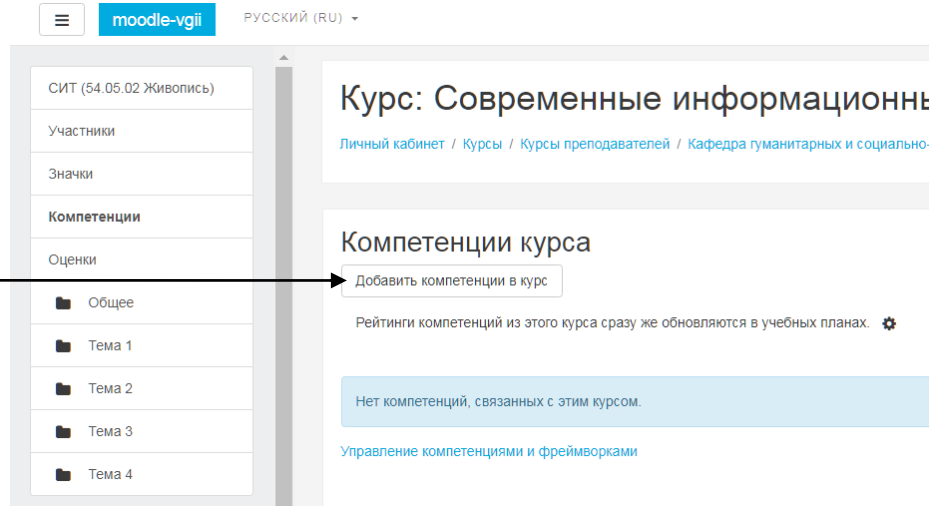 moodle-vgii РУССКИЙ (RU)
СИТ (54.05.02 Живопись)
Участники
Значки
Компетенции
Оценки
Общее
Тема 1
Тема 2
Тема 3
Тема 4
Курс: Современные информационны
Личный кабинет / Курсы / Курсы преподавателей / Кафедра гуманитарных и социально-
Компетенции курса
Добавить компетенции в курс
Рейтинги компетенций из этого курса сразу же обновляются в учебных планах.
Нет компетенций, связанных с этим курсом.
Управление компетенциями и фреймворками